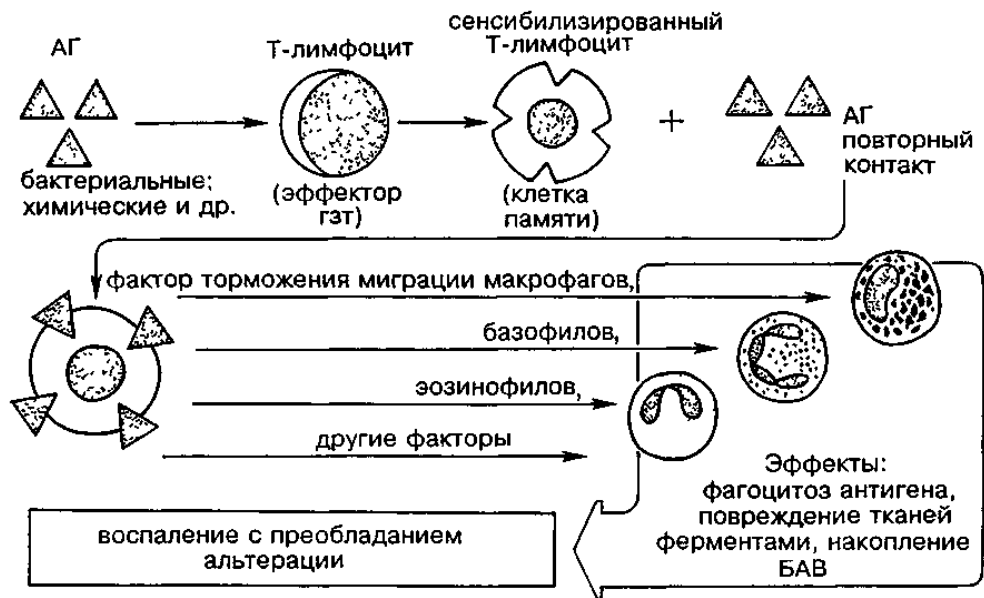 АГ
бактериальные;
химические и др.
Т-лимфоцит
(эффектор
гзт)
сенсибилизированный
Т-лимфоцит
(клетка
памяти)
+
АГ
повторный
контакт
фактор торможения миграции макрофагов,
базофилов,
эозинофилов,
другие факторы
Эффекты:
фагоцитоз антигена,
повреждение тканей
ферментами, накопление
БАВ
воспаление с преобладанием
альтерации